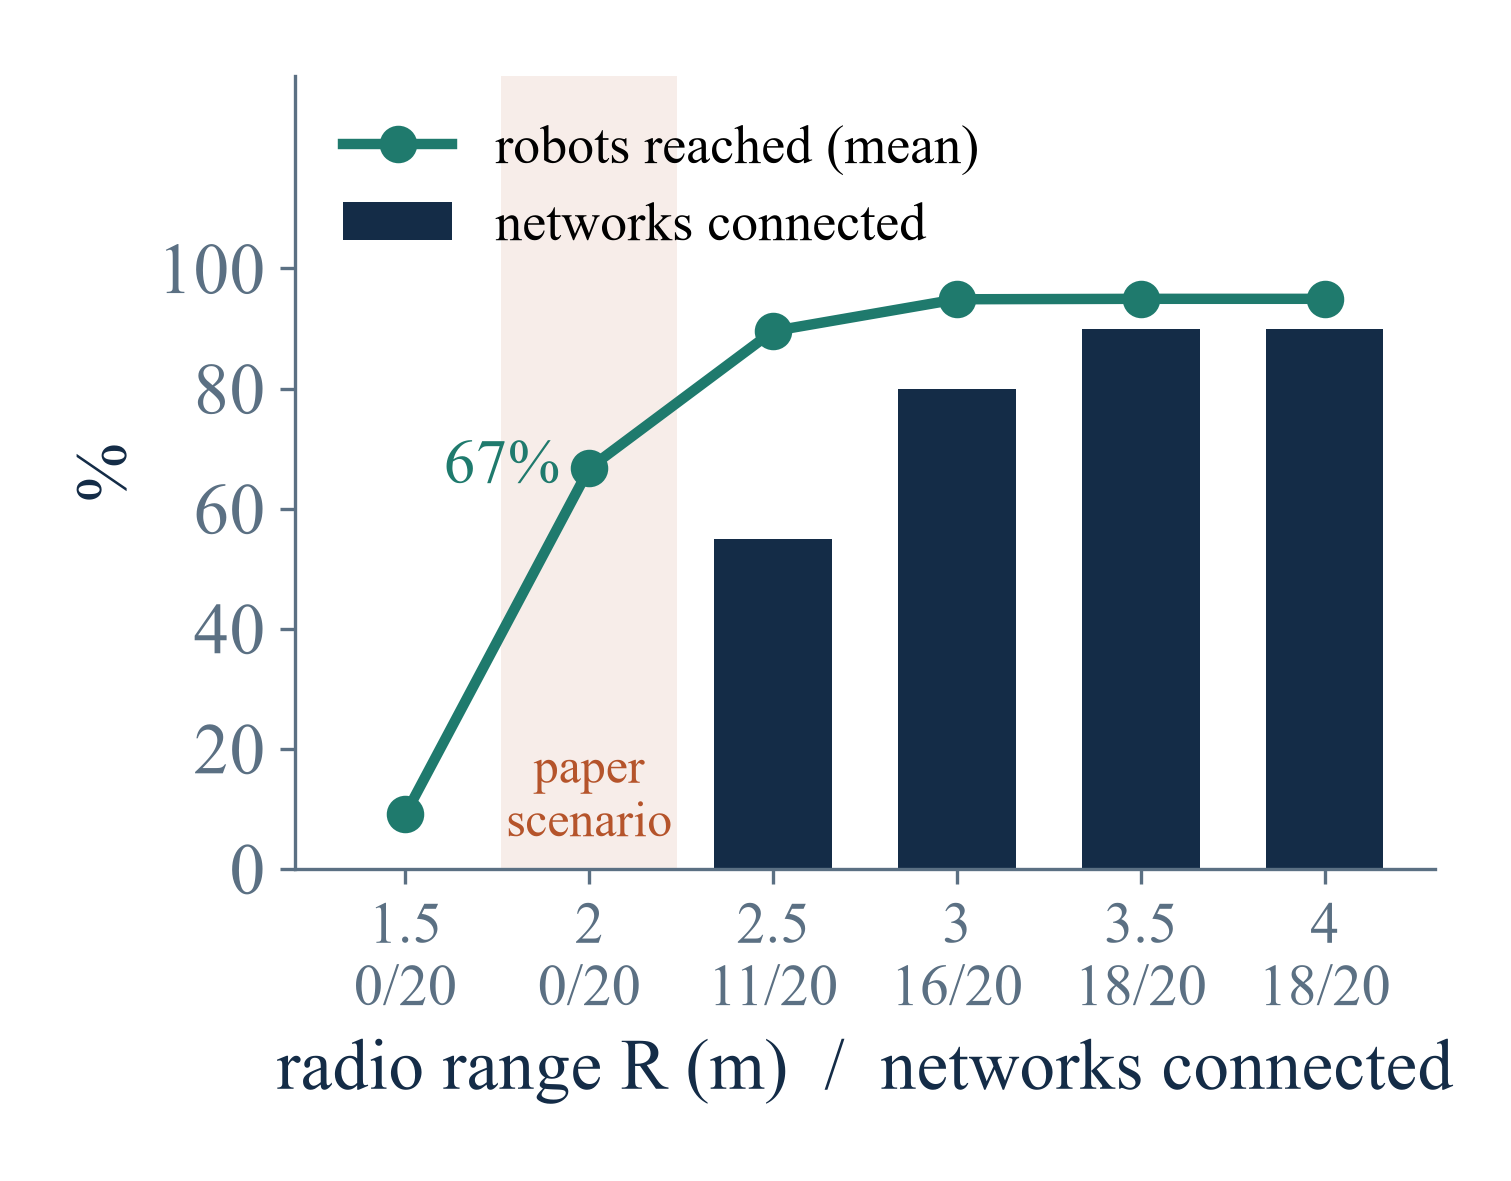 robots reached (mean)
networks connected
100
80
60
40
20
0
%
67%
paper
scenario
1.5 2 2.5 3 3.5 4
0/20 0/20 11/20 16/20 18/20 18/20
radio range R (m) / networks connected